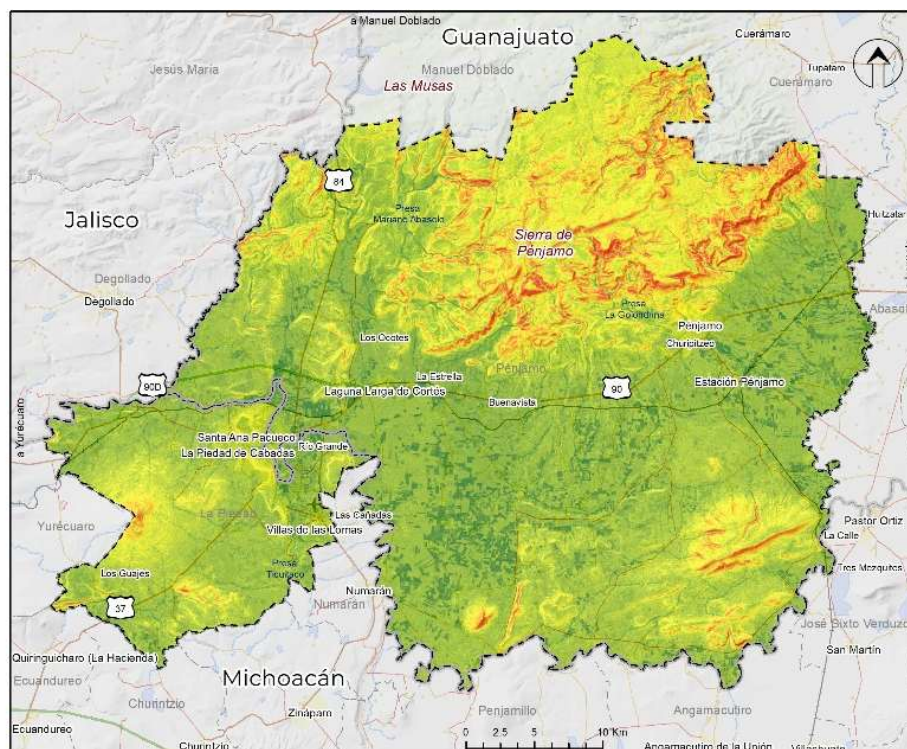 a Manuel Doblado
Guanajuato
Cuerámaro
Jesús María
Manuel Doblado
Tupátaro
Las Musas
Cuerámaro
84
Presa
Mariano Abasolo
Jalisco
Huitzatar
Sierra de
Pénjamo
Degollado
Degollado
Presa
La Golondrina
Abasol
Pénjamo
Los Ocotes
Churipitzeo
La Estrella
Pénjamo
90D
90
Estación Pénjamo
Laguna Larga de Cortés
Buenavista
a Yurécuaro
Santa Ana Pacueco
Río Grande
La Piedad de Cabadas
Yurécuaro
La Piedad
Las Cañadas
Pastor Ortiz
Villas de las Lomas
La Calle
Presa
Ticuitaco
Los Guajes
Tres Mezquites
Numarán
37
Numarán
José Sixto Verduzco
Quiringuicharo (La Hacienda)
San Martín
Michoacán
Ecuandureo
Churintzio
Zináparo
Penjamillo
Angamacutiro
Ecuandureo
0 2.5 5 10 Km
Churintzio
Angamacutiro de la Unión